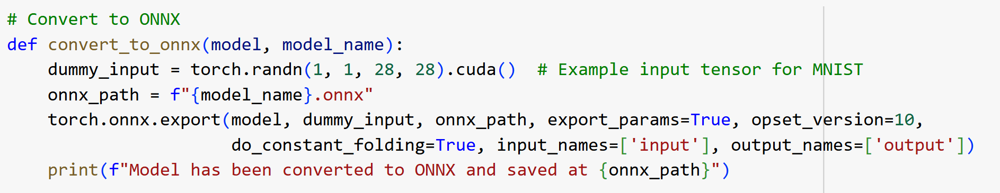 # Convert to ONNX
def convert_to_onnx(model, model_name):
    dummy_input = torch.randn(1, 1, 28, 28).cuda()  # Example input tensor for MNIST
    onnx_path = f"{model_name}.onnx"
    torch.onnx.export(model, dummy_input, onnx_path, export_params=True, opset_version=10,
                      do_constant_folding=True, input_names=['input'], output_names=['output'])
    print(f"Model has been converted to ONNX and saved at {onnx_path}")